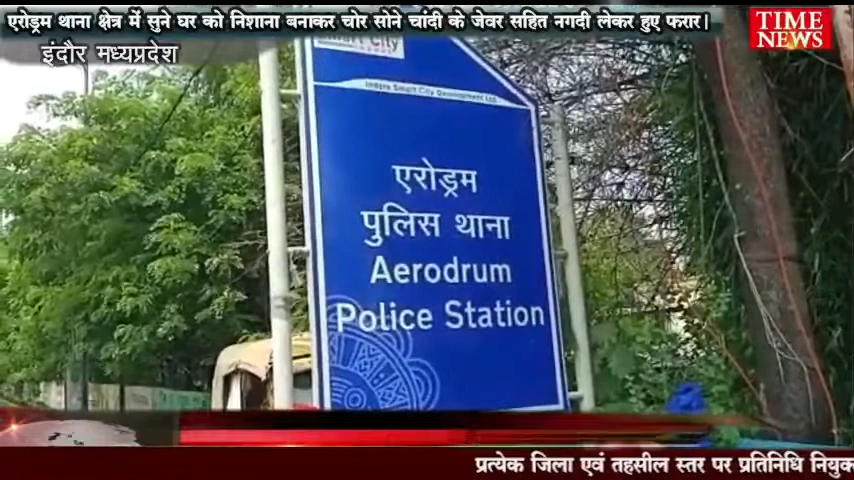 एरोड्रम थाना क्षेत्र में सुने घर को निशाना बनाकर चोर सोने चांदी के जेवर सहित नगदी लेकर हुए फरार|
TIME
NEWS
इंदौर मध्यप्रदेश
City
Indore Smart City Development Ltd.
एरोड्रम
पुलिस थाना
Aerodrum
Police Station
प्रत्येक जिला एवं तहसील स्तर पर प्रतिनिधि नियुक